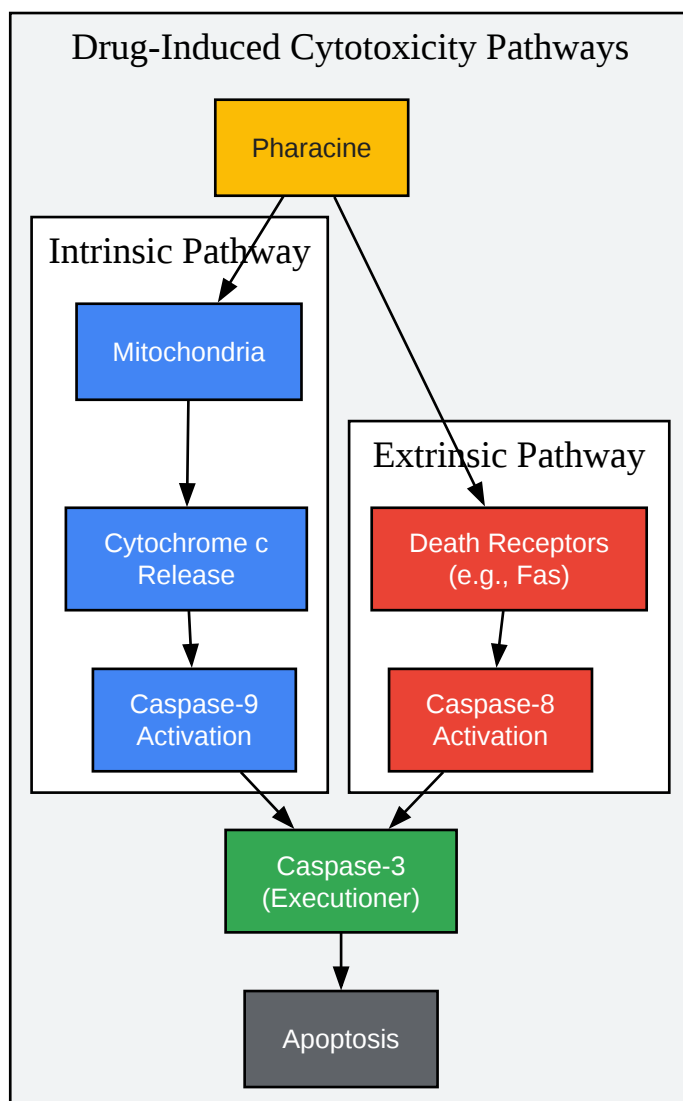 Drug-Induced Cytotoxicity Pathways
Pharacine
Intrinsic Pathway
Mitochondria
Cytochrome c
Release
Caspase-9
Activation
Extrinsic Pathway
Death Receptors
(e.g., Fas)
Caspase-8
Activation
Caspase-3
(Executioner)
Apoptosis